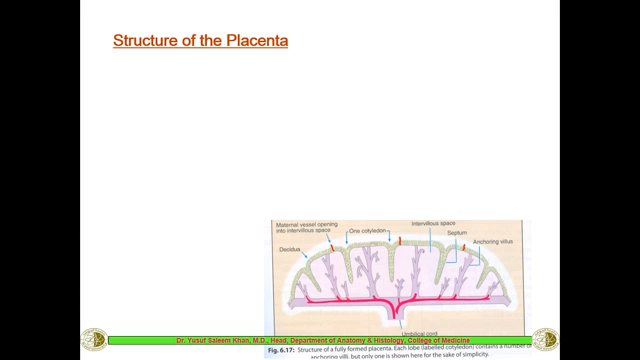 Structure of the Placenta
Maternal vessel opening
into intervillous space
One cotyledon
Intervillous space
Septum
Anchoring villus
Decidua
Umbilical cord
Dr. Yusuf Saleem Khan, M.D., Head, Department of Anatomy & Histology, College of Medicine
Fig. 6.17: Structure of a fully formed placenta. Each lobe (labelled cotyledon) contains a number of
anchoring villi, but only one is shown here for the sake of simplicity.